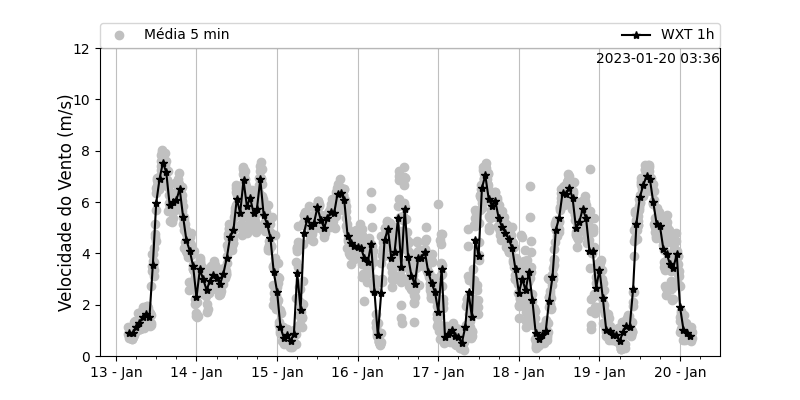 Média 5 min WXT 1h
2023-01-20 03:36
Velocidade do Vento (m/s)
12
10
8
6
4
2
0
13 - Jan 14 - Jan 15 - Jan 16 - Jan 17 - Jan 18 - Jan 19 - Jan 20 - Jan